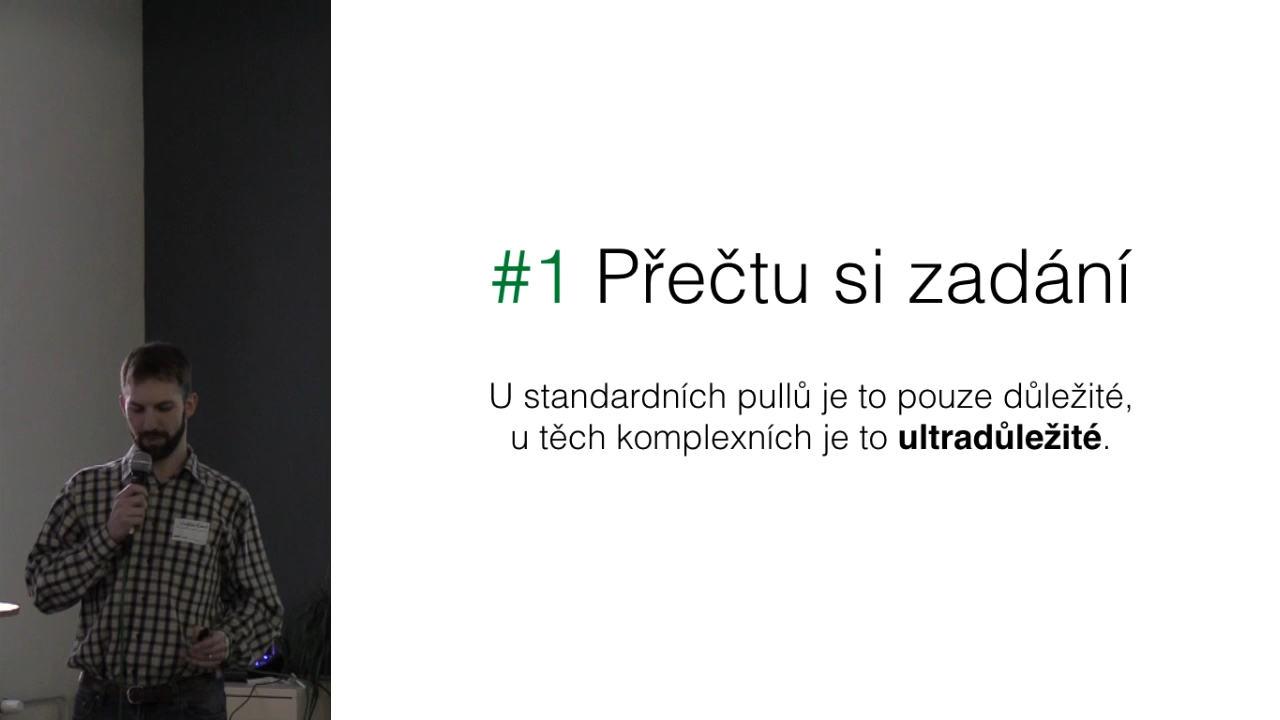 #1 Přečtu si zadání
U standardních pullů je to pouze důležité,
u těch komplexních je to ultradůležité.